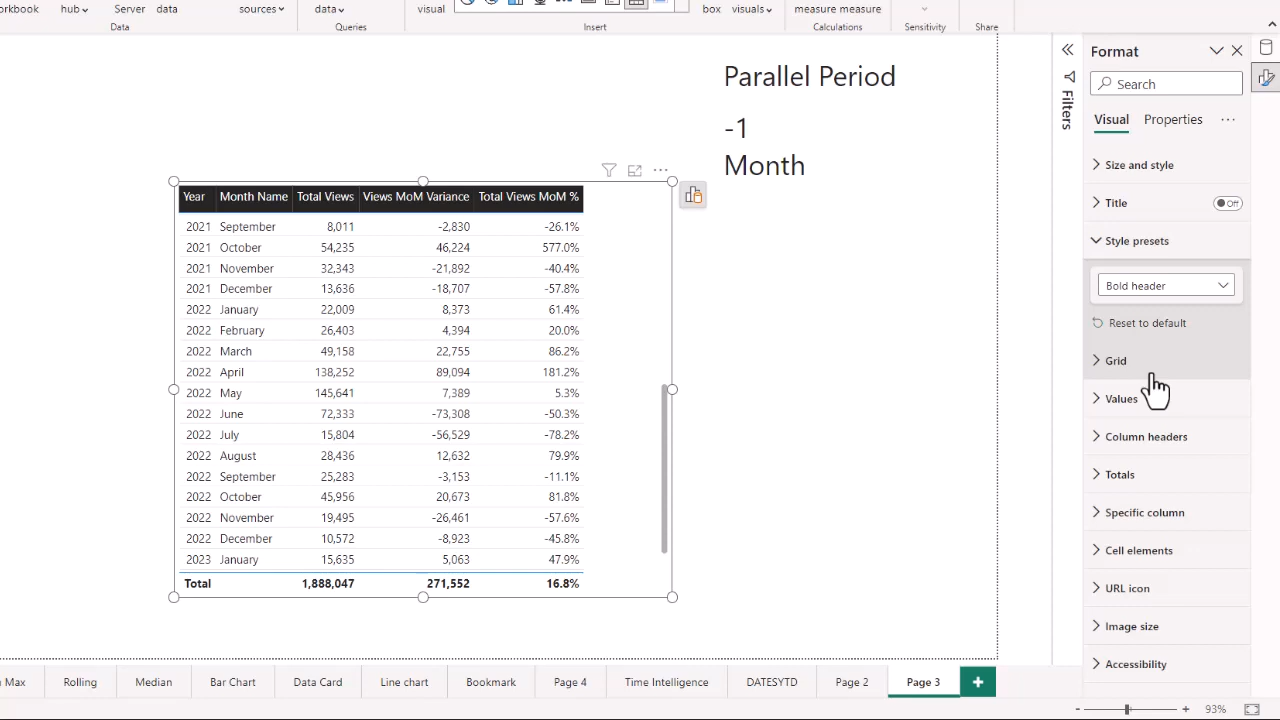 orkbook hub Server data sources data visual box visuals measure measure
Data Queries Insert Calculations Sensitivity Share
Parallel Period
-1
Month
Year Month Name Total Views Views MoM Variance Total Views MoM %
2021 September 8,011 -2,830 -26.1%
2021 October 54,235 46,224 577.0%
2021 November 32,343 -21,892 -40.4%
2021 December 13,636 -18,707 -57.8%
2022 January 22,009 8,373 61.4%
2022 February 26,403 4,394 20.0%
2022 March 49,158 22,755 86.2%
2022 April 138,252 89,094 181.2%
2022 May 145,641 7,389 5.3%
2022 June 72,333 -73,308 -50.3%
2022 July 15,804 -56,529 -78.2%
2022 August 28,436 12,632 79.9%
2022 September 25,283 -3,153 -11.1%
2022 October 45,956 20,673 81.8%
2022 November 19,495 -26,461 -57.6%
2022 December 10,572 -8,923 -45.8%
2023 January 15,635 5,063 47.9%
Total 1,888,047 271,552 16.8%
Filters
Format
Search
Visual Properties
Size and style
Title Off
Style presets
Bold header
Reset to default
Grid
Values
Column headers
Totals
Specific column
Cell elements
URL icon
Image size
Accessibility
Max Rolling Median Bar Chart Data Card Line chart Bookmark Page 4 Time Intelligence DATESYTD Page 2 Page 3 +
- + 93%